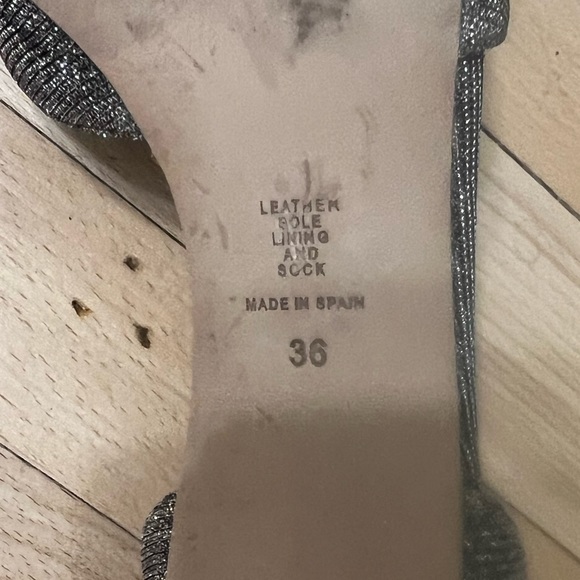 LEATHER
SOLE
LINING
AND
SOCK
MADE IN SPAIN
36